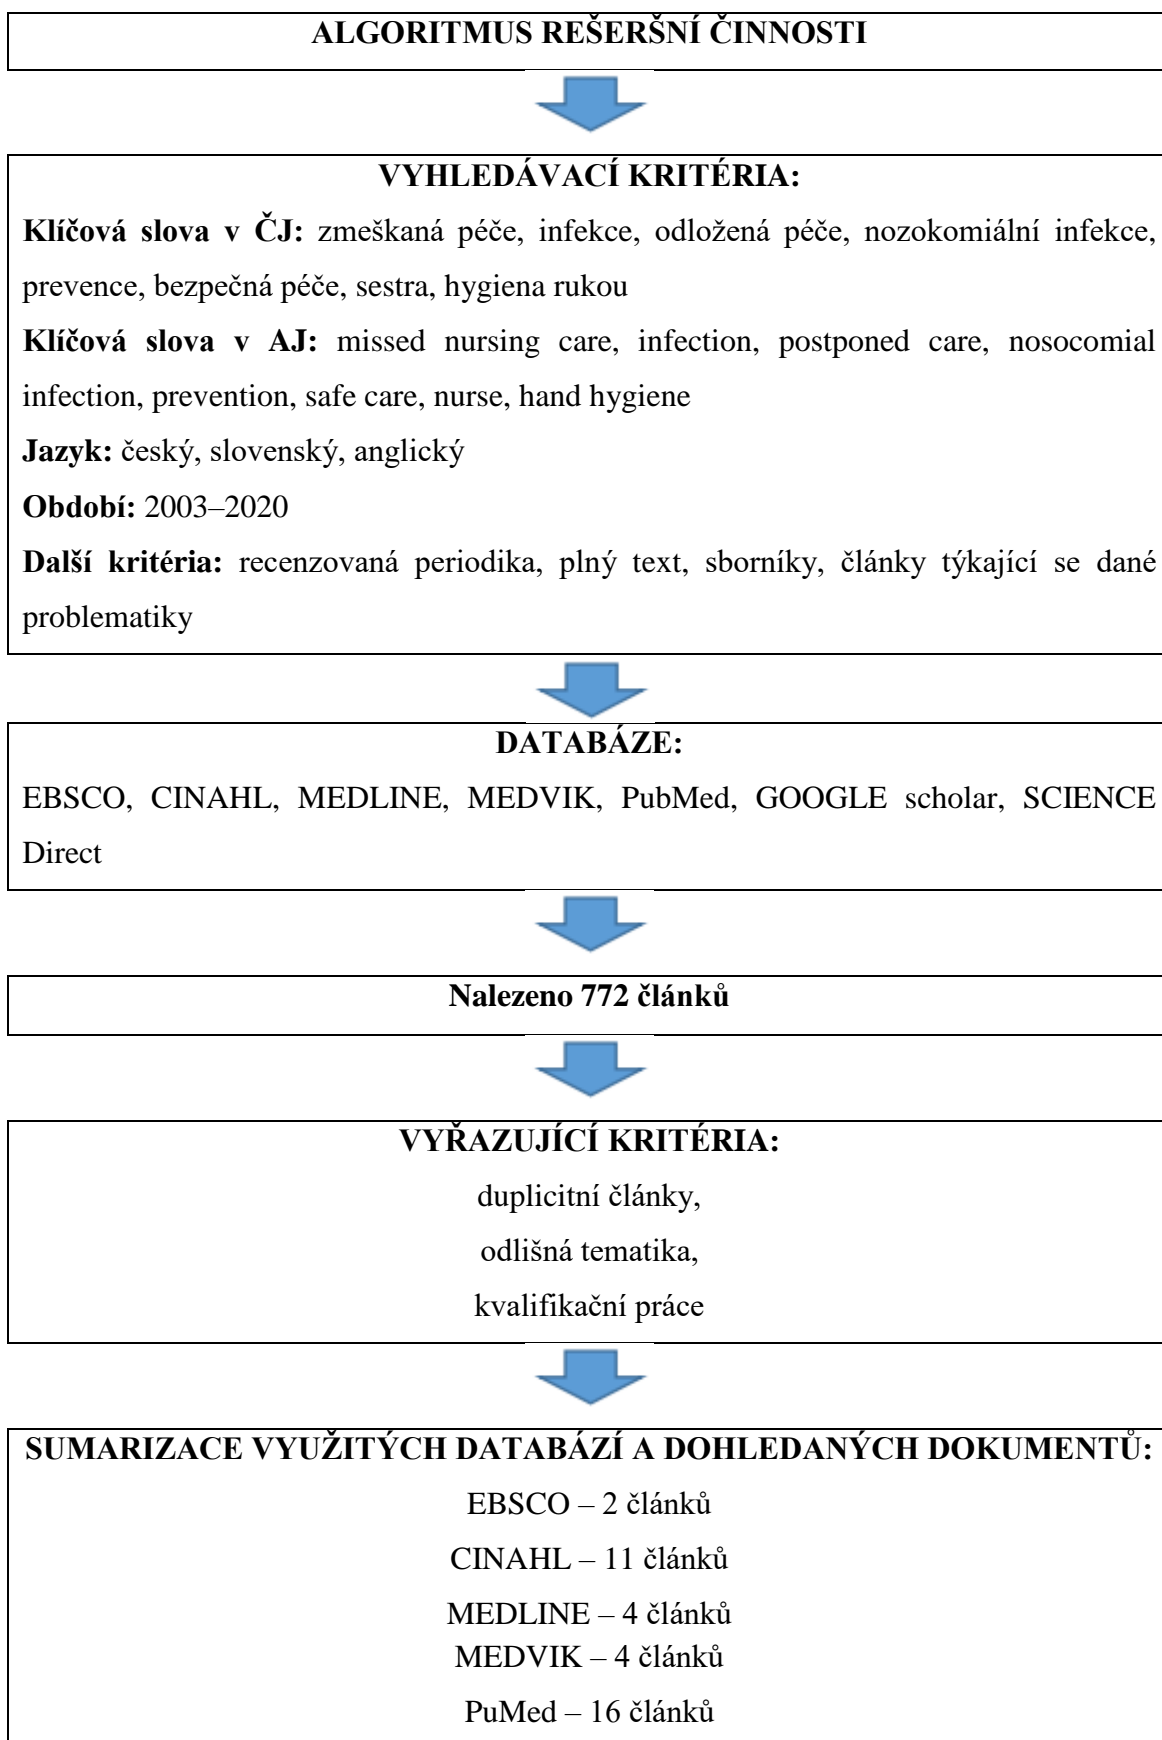 ALGORITMUS REŠERŠNÍ ČINNOSTI
VYHLEDÁVACÍ KRITÉRIA:
Klíčová slova v ČJ: zmeškaná péče, infekce, odložená péče, nozokomiální infekce,
prevence, bezpečná péče, sestra, hygiena rukou
Klíčová slova v AJ: missed nursing care, infection, postponed care, nosocomial
infection, prevention, safe care, nurse, hand hygiene
Jazyk: český, slovenský, anglický
Období: 2003–2020
Další kritéria: recenzovaná periodika, plný text, sborníky, články týkající se dané
problematiky
DATABÁZE:
EBSCO, CINAHL, MEDLINE, MEDVIK, PubMed, GOOGLE scholar, SCIENCE
Direct
Nalezeno 772 článků
VYŘAZUJÍCÍ KRITÉRIA:
duplicitní články,
odlišná tematika,
kvalifikační práce
SUMARIZACE VYUŽITÝCH DATABÁZÍ A DOHLEDANÝCH DOKUMENTŮ:
EBSCO – 2 článků
CINAHL – 11 článků
MEDLINE – 4 článků
MEDVIK – 4 článků
PuMed – 16 článků